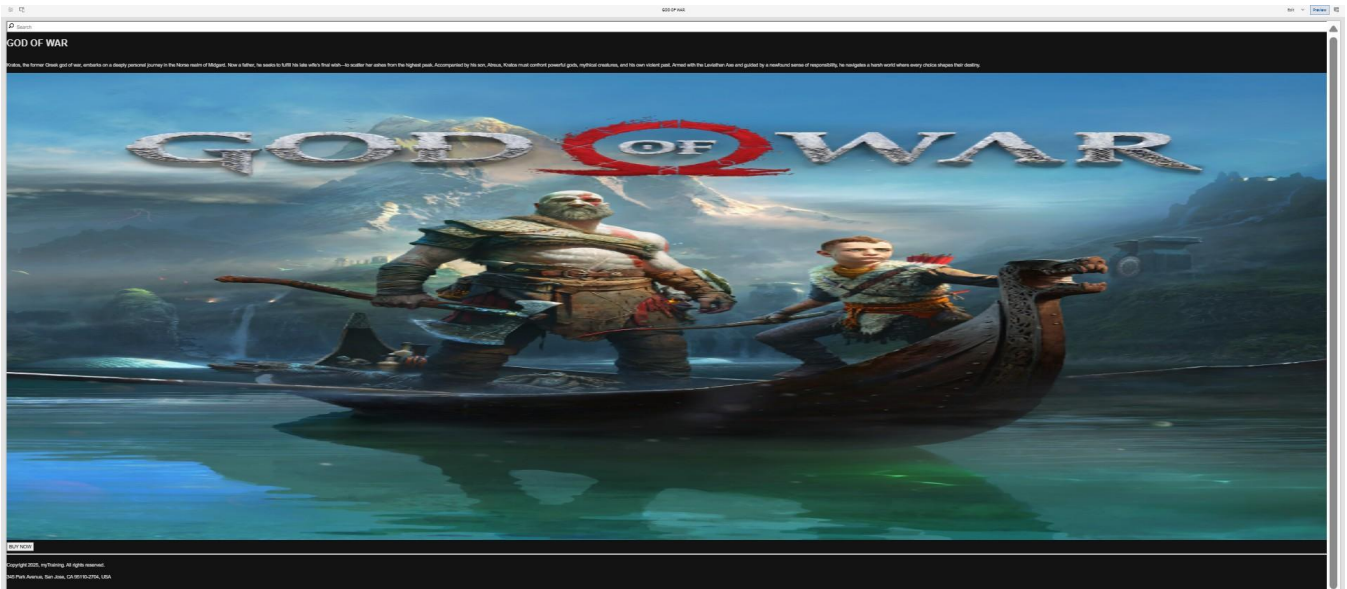 GOD OF WAR
Edit Preview
Search
GOD OF WAR
Kratos, the former Greek god of war, embarks on a deeply personal journey in the Norse realm of Midgard. Now a father, he seeks to fulfill his late wife's final wish—to scatter her ashes from the highest peak. Accompanied by his son, Atreus, Kratos must confront powerful gods, mythical creatures, and his own violent past. Armed with the Leviathan Axe and guided by a newfound sense of responsibility, he navigates a harsh world where every choice shapes their destiny.
GOD OF WAR
BUY NOW
Copyright 2025, myTraining. All rights reserved.
345 Park Avenue, San Jose, CA 95110-2704, USA